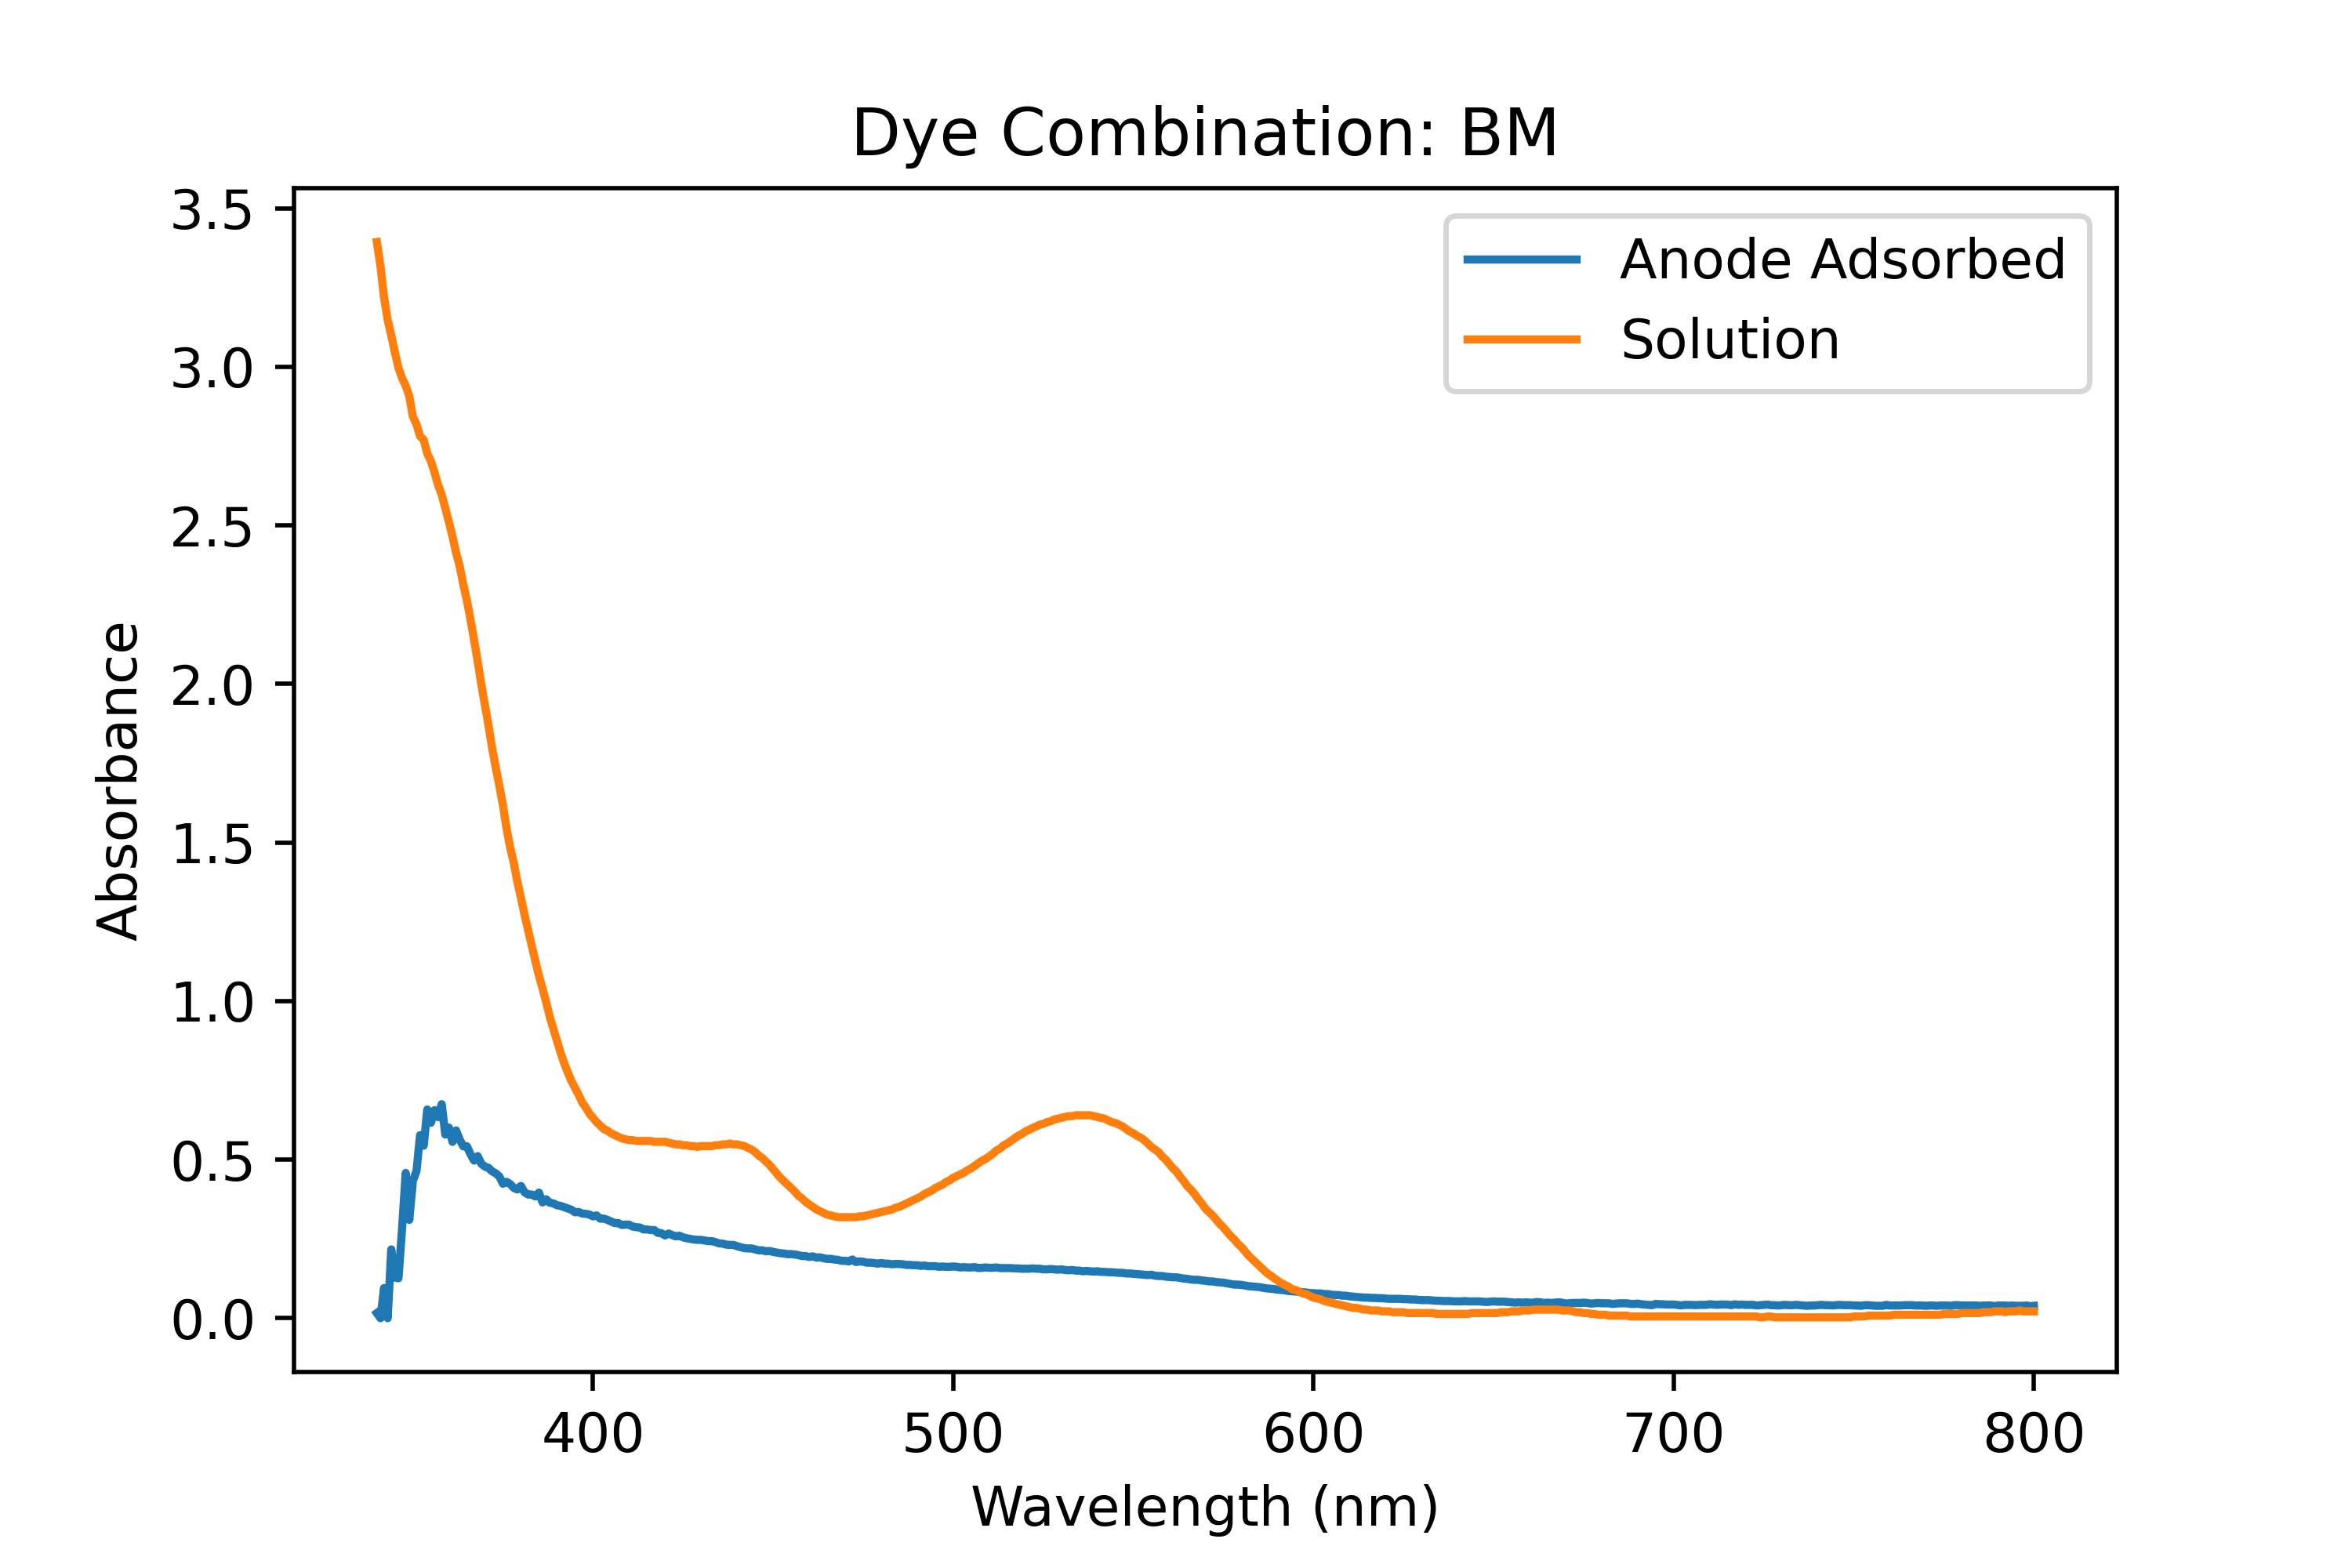 Dye Combination: BM
Anode Adsorbed
Solution
Absorbance
3.5
3.0
2.5
2.0
1.5
1.0
0.5
0.0
400 500 600 700 800
Wavelength (nm)